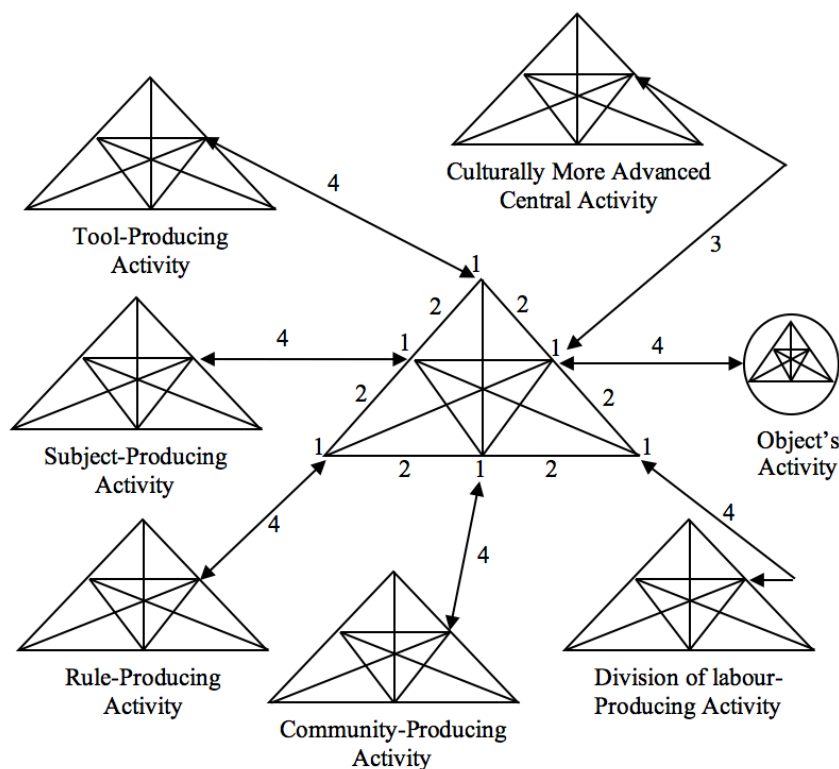 Culturally More Advanced
Central Activity
4
Tool-Producing
Activity
3
1
2
2
4
1
1
4
2
2
Object’s
Activity
Subject-Producing
Activity
1
2
1
2
1
4
4
4
Rule-Producing
Activity
Community-Producing
Activity
Division of labour-
Producing Activity